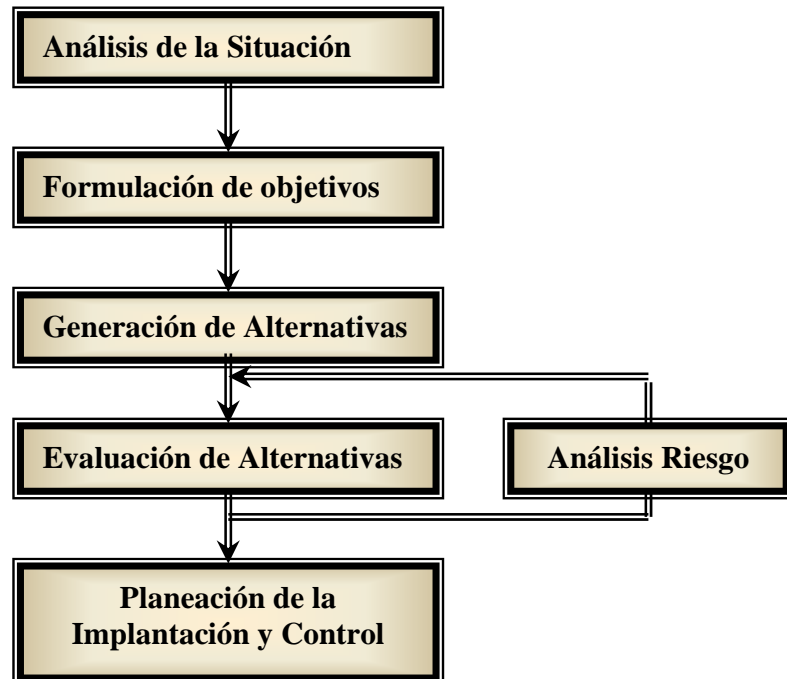 Análisis de la Situación
Formulación de objetivos
Generación de Alternativas
Evaluación de Alternativas
Análisis Riesgo
Planeación de la
Implantación y Control